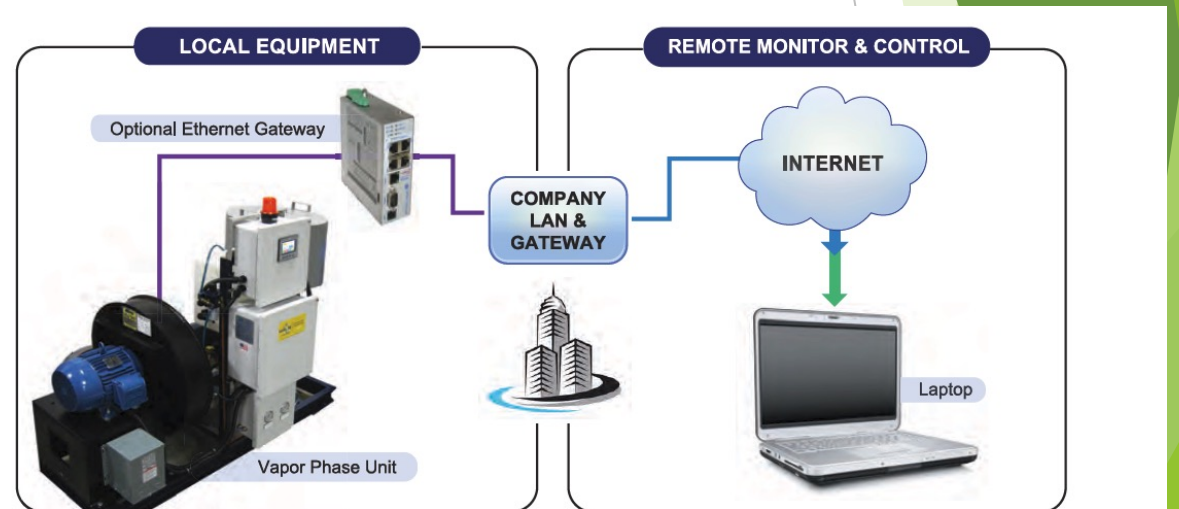 LOCAL EQUIPMENT
REMOTE MONITOR & CONTROL
Optional Ethernet Gateway
COMPANY
LAN &
GATEWAY
INTERNET
Laptop
Vapor Phase Unit